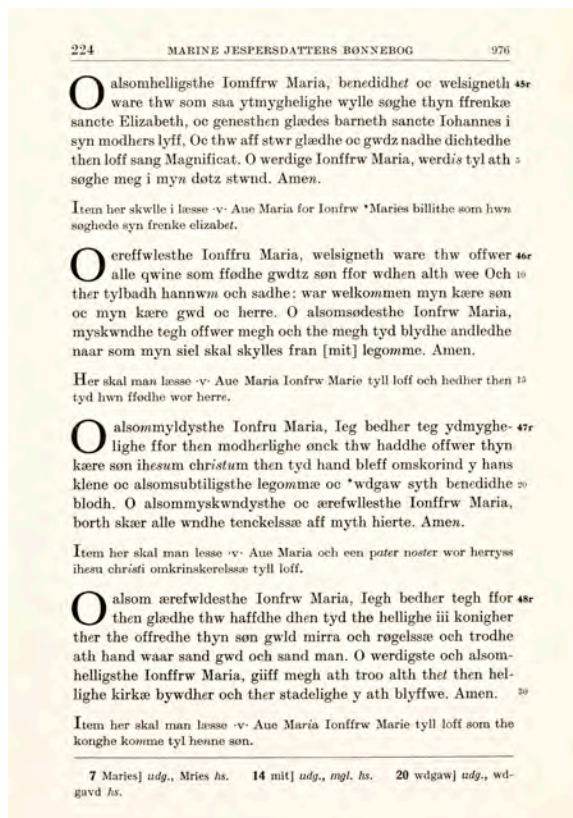 224 MARINE JESPERSDATTERS BØNNEBOG 976
O alsomhelligsthe Iomffrw Maria, benedidhet oc welsigneth 45r
ware thw som saa ytmyghelighe wylle søghe thyn ffrenkæ
sancte Elizabeth, oc genesthen glædes barneth sancte Iohannes i
syn modhers lyff, Oc thw aff stwr glædhe oc gwdz nadhe dichtedhe
then loff sang Magnificat. O werdige Ionffrw Maria, werdis tyl ath 5
søghe meg i myn døtz stwnd. Amen.
Item her skwlle i læsse ·v· Aue Maria for Ionfrw *Maries billithe som hwn
søghede syn frenke elizabet.
O ereffwlesthe Ionffru Maria, welsigneth ware thw offwer 46r
alle qwine som ffødhe gwdtz søn ffor wdhen alth wee Och 10
ther tylbadh hannwm och sadhe: war welkommen myn kære søn
oc myn kære gwd oc herre. O alsomsødesthe Ionfrw Maria,
myskwndhe tegh offwer megh och the megh tyd blydhe andledhe
naar som myn siel skal skylles fran [mit] legomme. Amen.
Her skal man læsse ·v· Aue Maria Ionfrw Marie tyll loff och hedher then 15
tyd hwn ffødhe wor herre.
O alsommyldysthe Ionfru Maria, Ieg bedher teg ydmyghe- 47r
lighe ffor then modherlighe ønck thw haddhe offwer thyn
kære søn ihesum christum then tyd hand bleff omskorind y hans
klene oc alsomsubtiligsthe legommæ oc *wdgaw syth benedidhe 20
blodh. O alsommyskwndysthe oc ærefwllesthe Ionffrw Maria,
borth skær alle wndhe tenckelssæ aff myth hierte. Amen.
Item her skal man lesse ·v· Aue Maria och een pater noster wor herryss
ihesu christi omkrinskerelssæ tyll loff.
O alsom ærefwldesthe Ionfrw Maria, Iegh bedher tegh ffor 48r
then glædhe thw haffdhe dhen tyd the hellighe iii konigher
ther the offredhe thyn søn gwld mirra och røgelssæ och trodhe
ath hand waar sand gwd och sand man. O werdigste och alsom-
helligsthe Ionffrw Maria, giiff megh ath troo alth thet then hel-
lighe kirkæ bywdher och ther stadelighe y ath blyffwe. Amen. 30
Item her skal man læsse ·v· Aue Maria Ionffrw Marie tyll loff som the
konghe komme tyl henne søn.
7 Maries] udg., Mries hs. 14 mit] udg., mgl. hs. 20 wdgaw] udg., wd-
gavd hs.